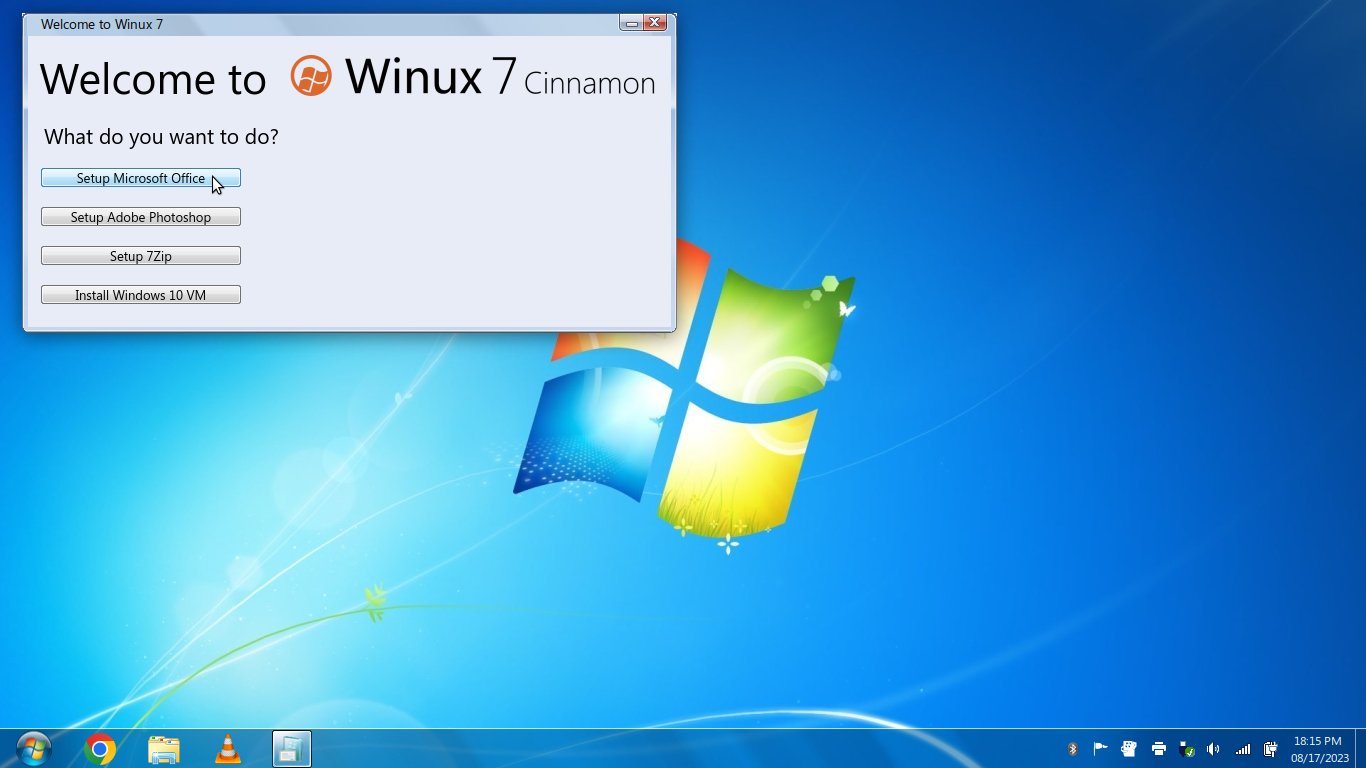 Welcome to Winux 7
Welcome to Winux 7 Cinnamon
What do you want to do?
Setup Microsoft Office
Setup Adobe Photoshop
Setup 7Zip
Install Windows 10 VM
18:15 PM
08/17/2023